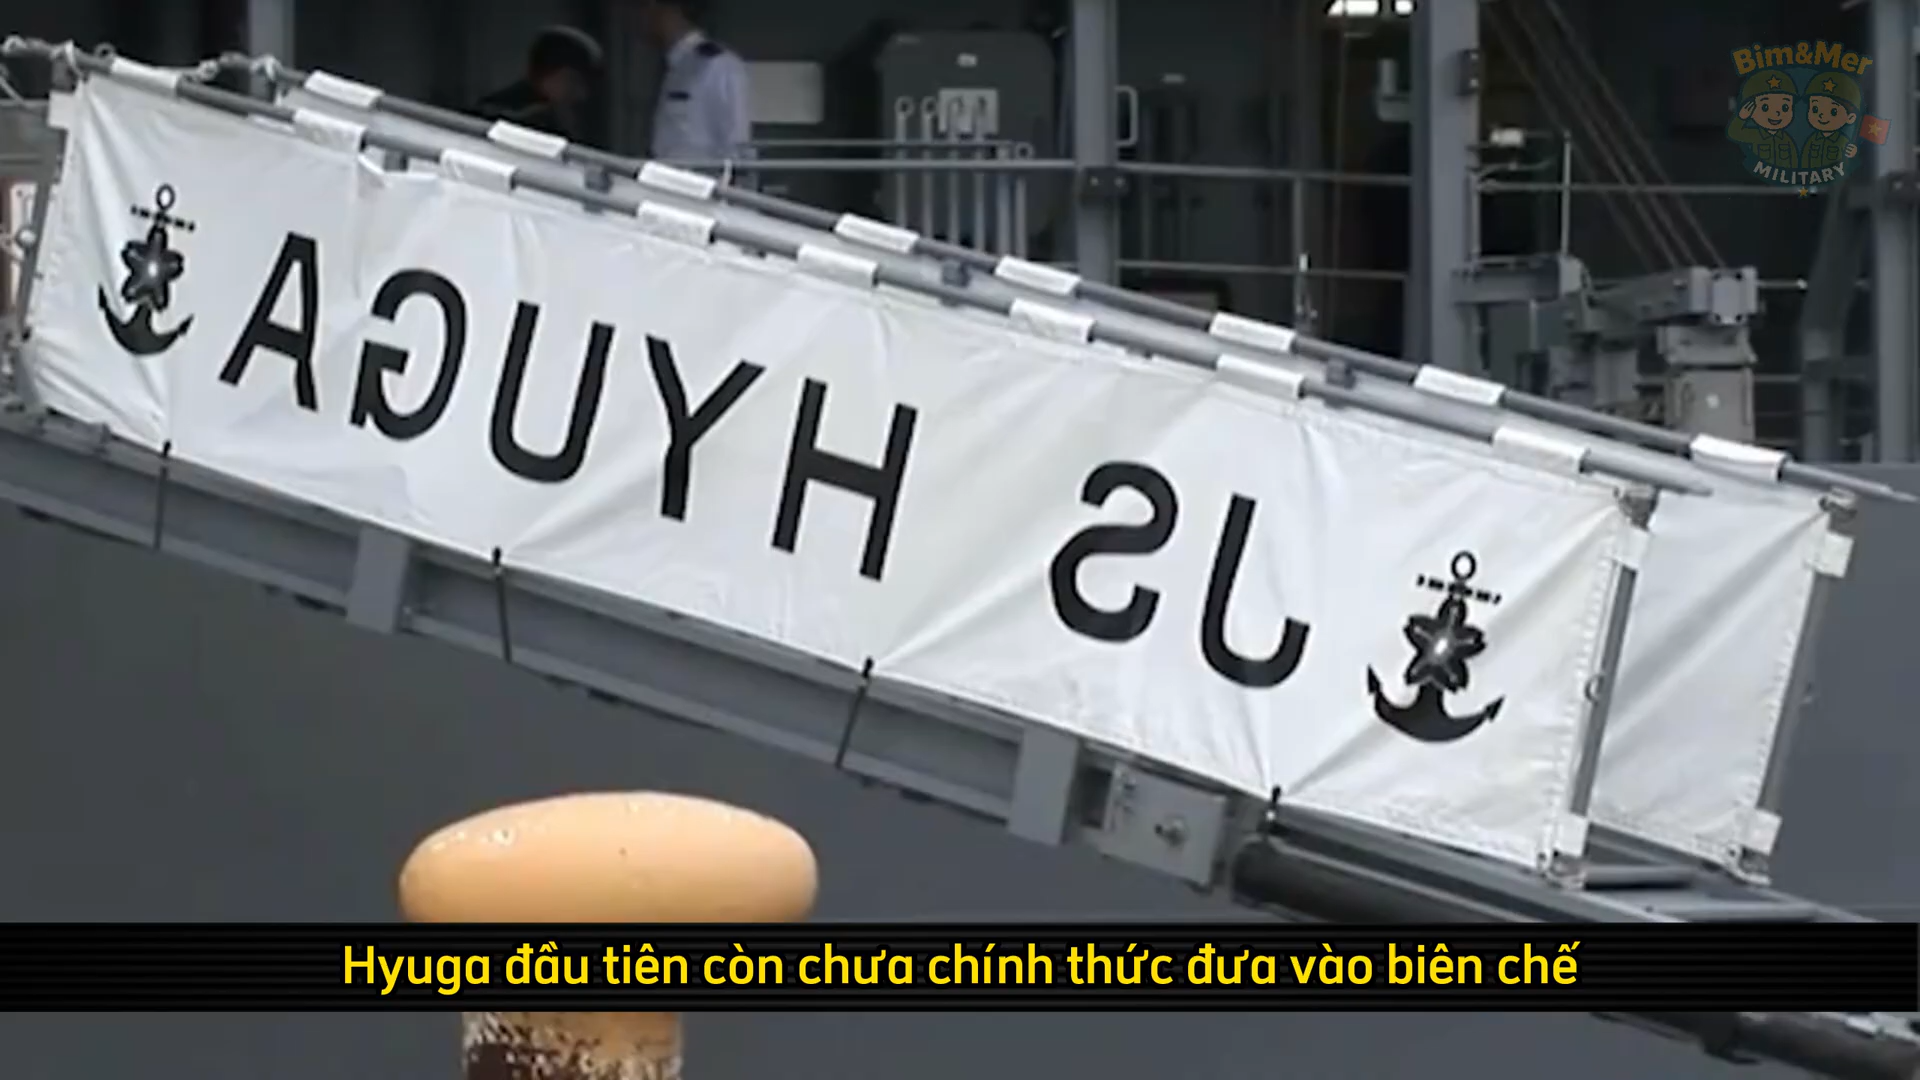 Bim&Mer
MILITARY
JS HYUGA
Hyuga đầu tiên còn chưa chính thức đưa vào biên chế